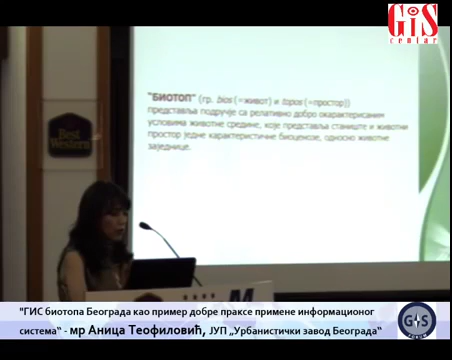 GiS
centar
"БИОТОП" (гр. bios (=живот) и topos (=простор))
представља подручје са релативно добро окарактерисаним
условима животне средине, које представља станиште и животни
простор једне карактеристичне биоценозе, односно животне
заједнице.
Best
Western
"ГИС биотопа Београда као пример добре праксе примене информационог
система“ - мр Аница Теофиловић, ЈУП „Урбанистички завод Београда“
GiS